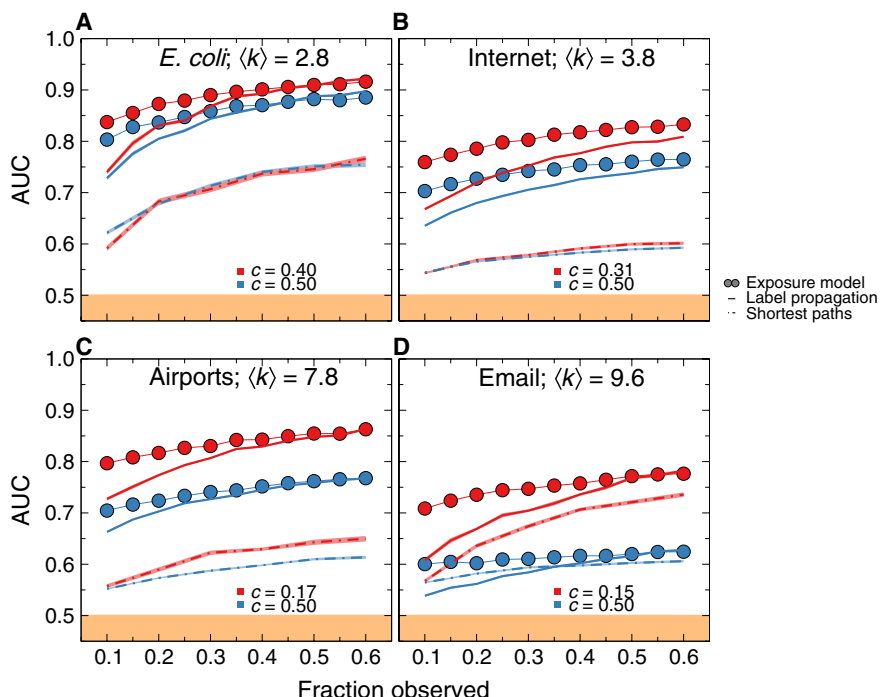 A
E. coli; ⟨k⟩ = 2.8
AUC
1.0
0.9
0.8
0.7
0.6
0.5
c = 0.40
c = 0.50
B
Internet; ⟨k⟩ = 3.8
c = 0.31
c = 0.50
Exposure model
Label propagation
Shortest paths
C
Airports; ⟨k⟩ = 7.8
AUC
1.0
0.9
0.8
0.7
0.6
0.5
c = 0.17
c = 0.50
0.1 0.2 0.3 0.4 0.5 0.6
D
Email; ⟨k⟩ = 9.6
c = 0.15
c = 0.50
0.1 0.2 0.3 0.4 0.5 0.6
Fraction observed